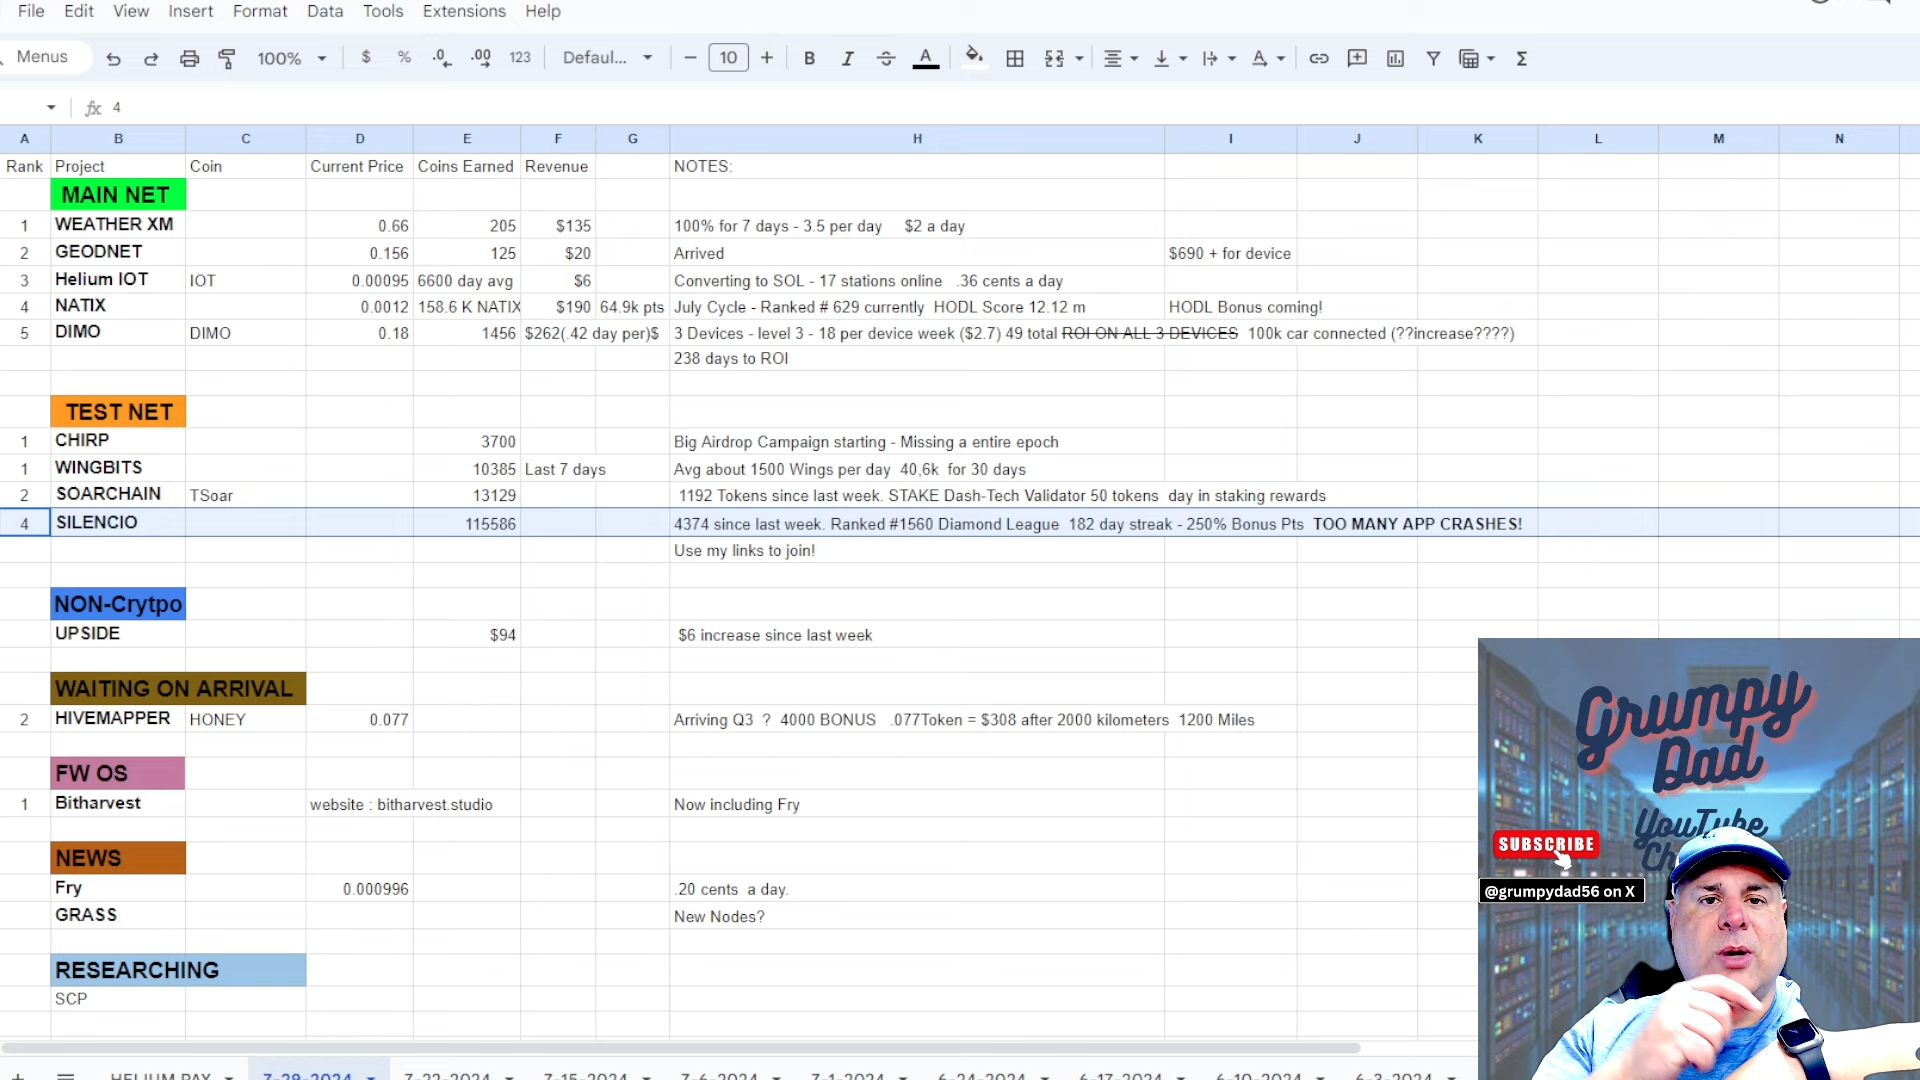 File Edit View Insert Format Data Tools Extensions Help
Menus 100% $ % .0 .00 123 Defaul... 10 B I A Σ
fx 4
A B C D E F G H I J K L M N
Rank Project Coin Current Price Coins Earned Revenue NOTES:
MAIN NET
1 WEATHER XM 0.66 205 $135 100% for 7 days - 3.5 per day $2 a day
2 GEODNET 0.156 125 $20 Arrived $690 + for device
3 Helium IOT IOT 0.00095 6600 day avg $6 Converting to SOL - 17 stations online .36 cents a day
4 NATIX 0.0012 158.6 K NATIX $190 64.9k pts July Cycle - Ranked # 629 currently HODL Score 12.12 m HODL Bonus coming!
5 DIMO DIMO 0.18 1456 $262(.42 day per)$ 3 Devices - level 3 - 18 per device week ($2.7) 49 total ROI ON ALL 3 DEVICES 100k car connected (??increase????)
238 days to ROI
TEST NET
1 CHIRP 3700 Big Airdrop Campaign starting - Missing a entire epoch
1 WINGBITS 10385 Last 7 days Avg about 1500 Wings per day 40,6k for 30 days
2 SOARCHAIN TSoar 13129 1192 Tokens since last week. STAKE Dash-Tech Validator 50 tokens day in staking rewards
4 SILENCIO 115586 4374 since last week. Ranked #1560 Diamond League 182 day streak - 250% Bonus Pts TOO MANY APP CRASHES!
Use my links to join!
NON-Crytpo
UPSIDE $94 $6 increase since last week
WAITING ON ARRIVAL
2 HIVEMAPPER HONEY 0.077 Arriving Q3 ? 4000 BONUS .077Token = $308 after 2000 kilometers 1200 Miles
FW OS
1 Bitharvest website : bitharvest.studio Now including Fry
NEWS
Fry 0.000996 .20 cents a day.
GRASS New Nodes?
RESEARCHING
SCP
Grumpy
Dad
YouTube
Ch
SUBSCRIBE
@grumpydad56 on X
HELIUM PAX 7-29-2024 7-22-2024 7-15-2024 7-6-2024 7-1-2024 6-24-2024 6-17-2024 6-10-2024 6-3-2024